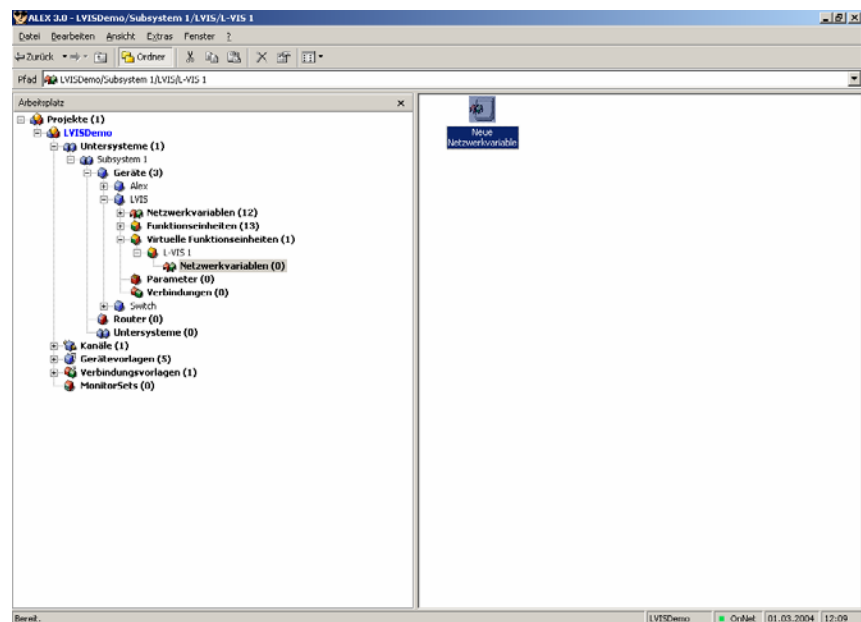 ALEX 3.0 - LVISDemo/Subsystem 1/LVIS/L-VIS 1
Datei Bearbeiten Ansicht Extras Fenster ?
Zurück Ordner
Pfad LVISDemo/Subsystem 1/LVIS/L-VIS 1
Arbeitsplatz
Projekte (1)
LVISDemo
Untersysteme (1)
Subsystem 1
Geräte (3)
Alex
LVIS
Netzwerkvariablen (12)
Funktionseinheiten (13)
Virtuelle Funktionseinheiten (1)
L-VIS 1
Netzwerkvariablen (0)
Parameter (0)
Verbindungen (0)
Switch
Router (0)
Untersysteme (0)
Kanäle (1)
Gerätevorlagen (5)
Verbindungsvorlagen (1)
MonitorSets (0)
Neue
Netzwerkvariable
Bereit. LVISDemo OnNet 01.03.2004 12:09